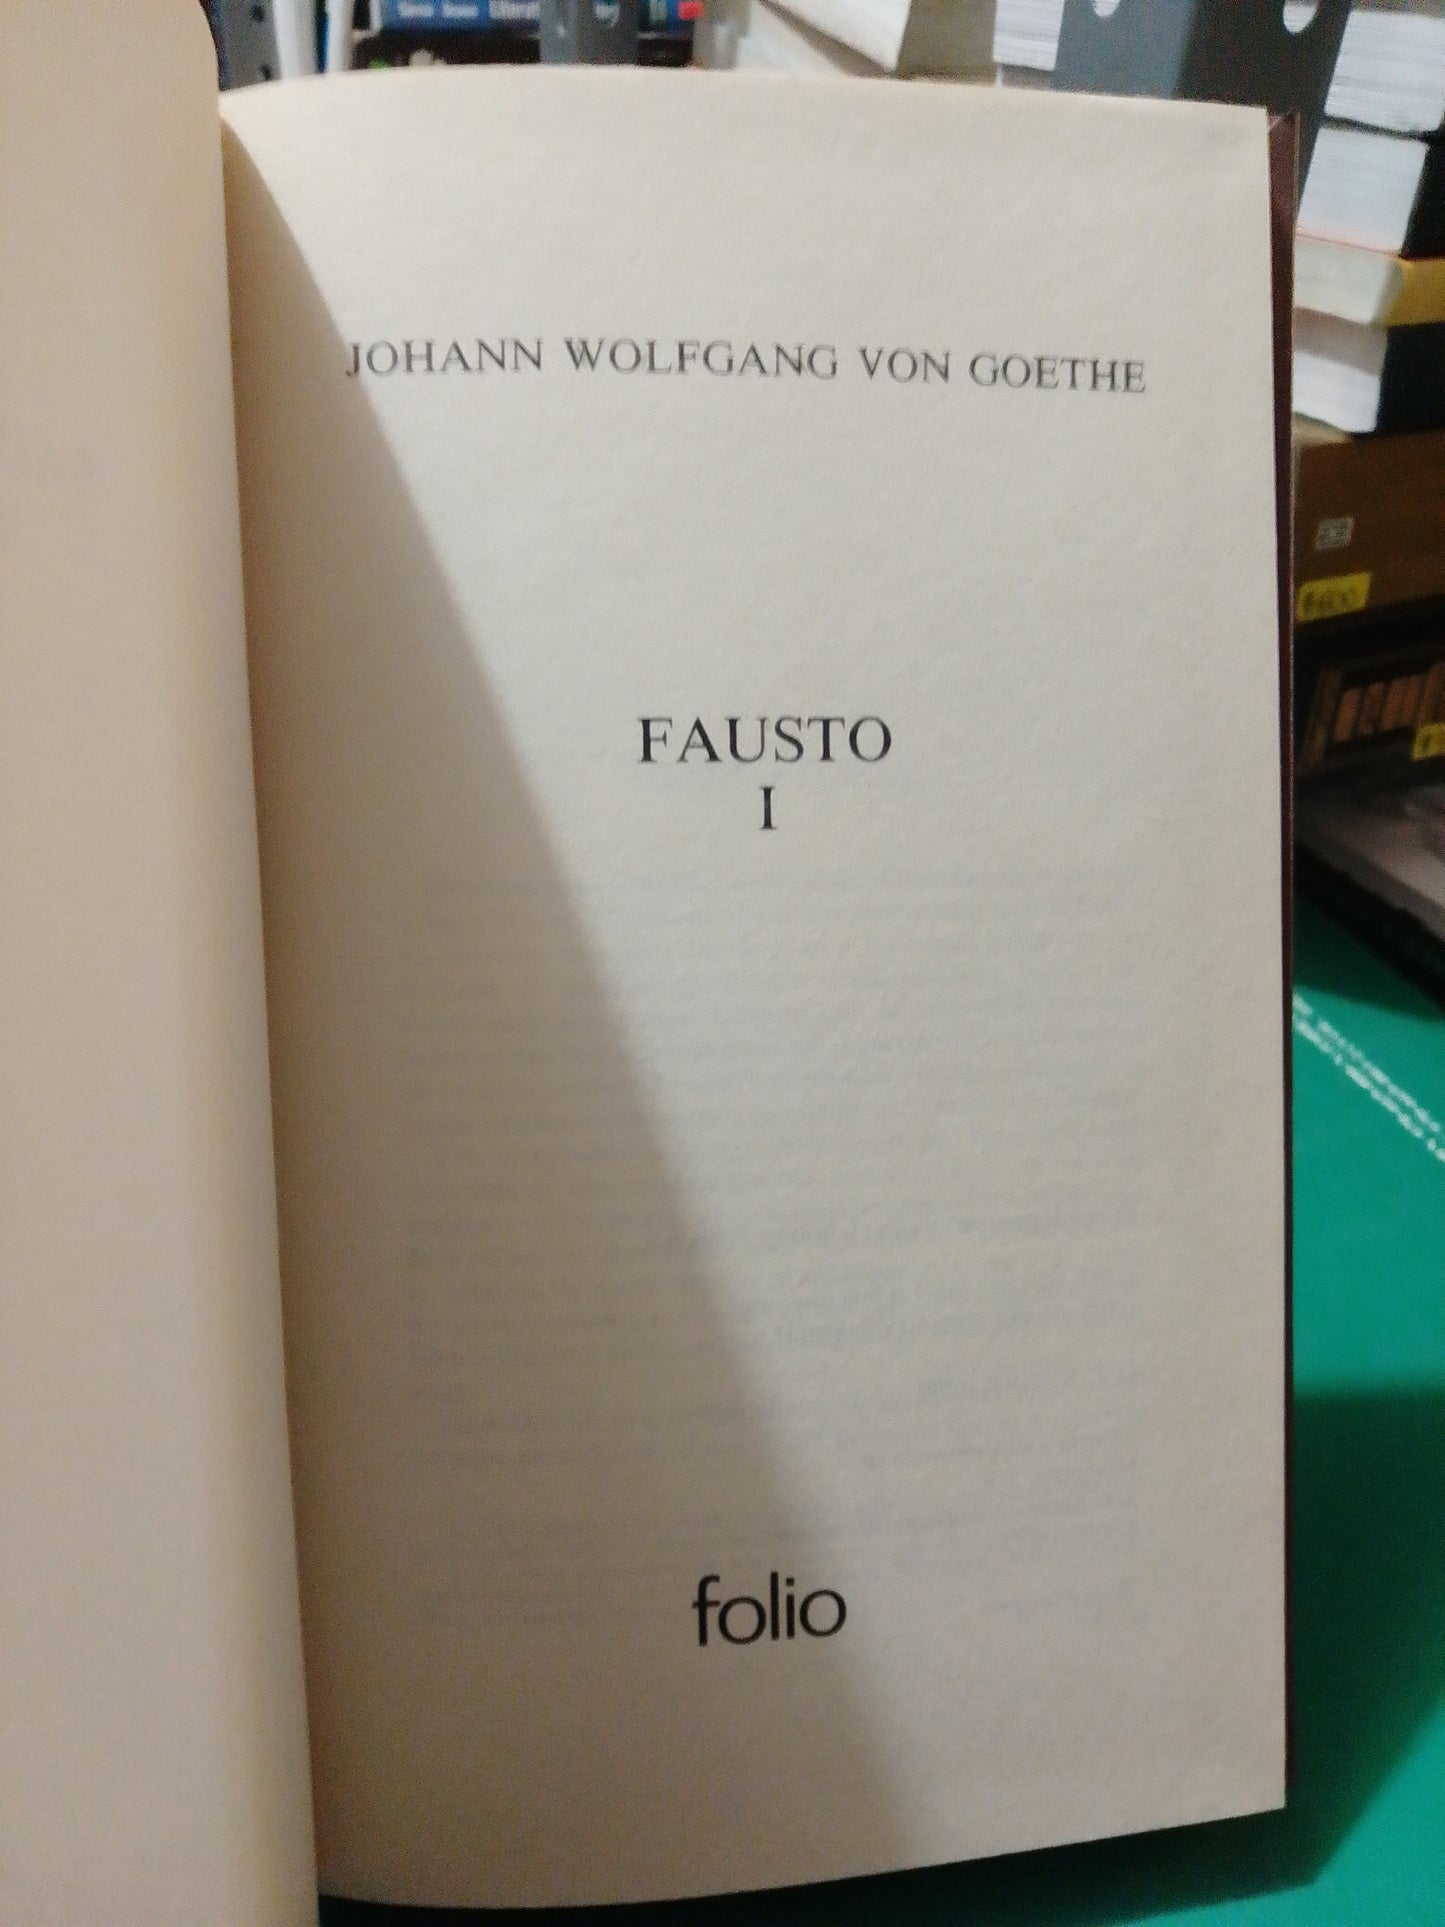 JOHANN WOLFGANG VON GOETHE
FAUSTO
I
folio